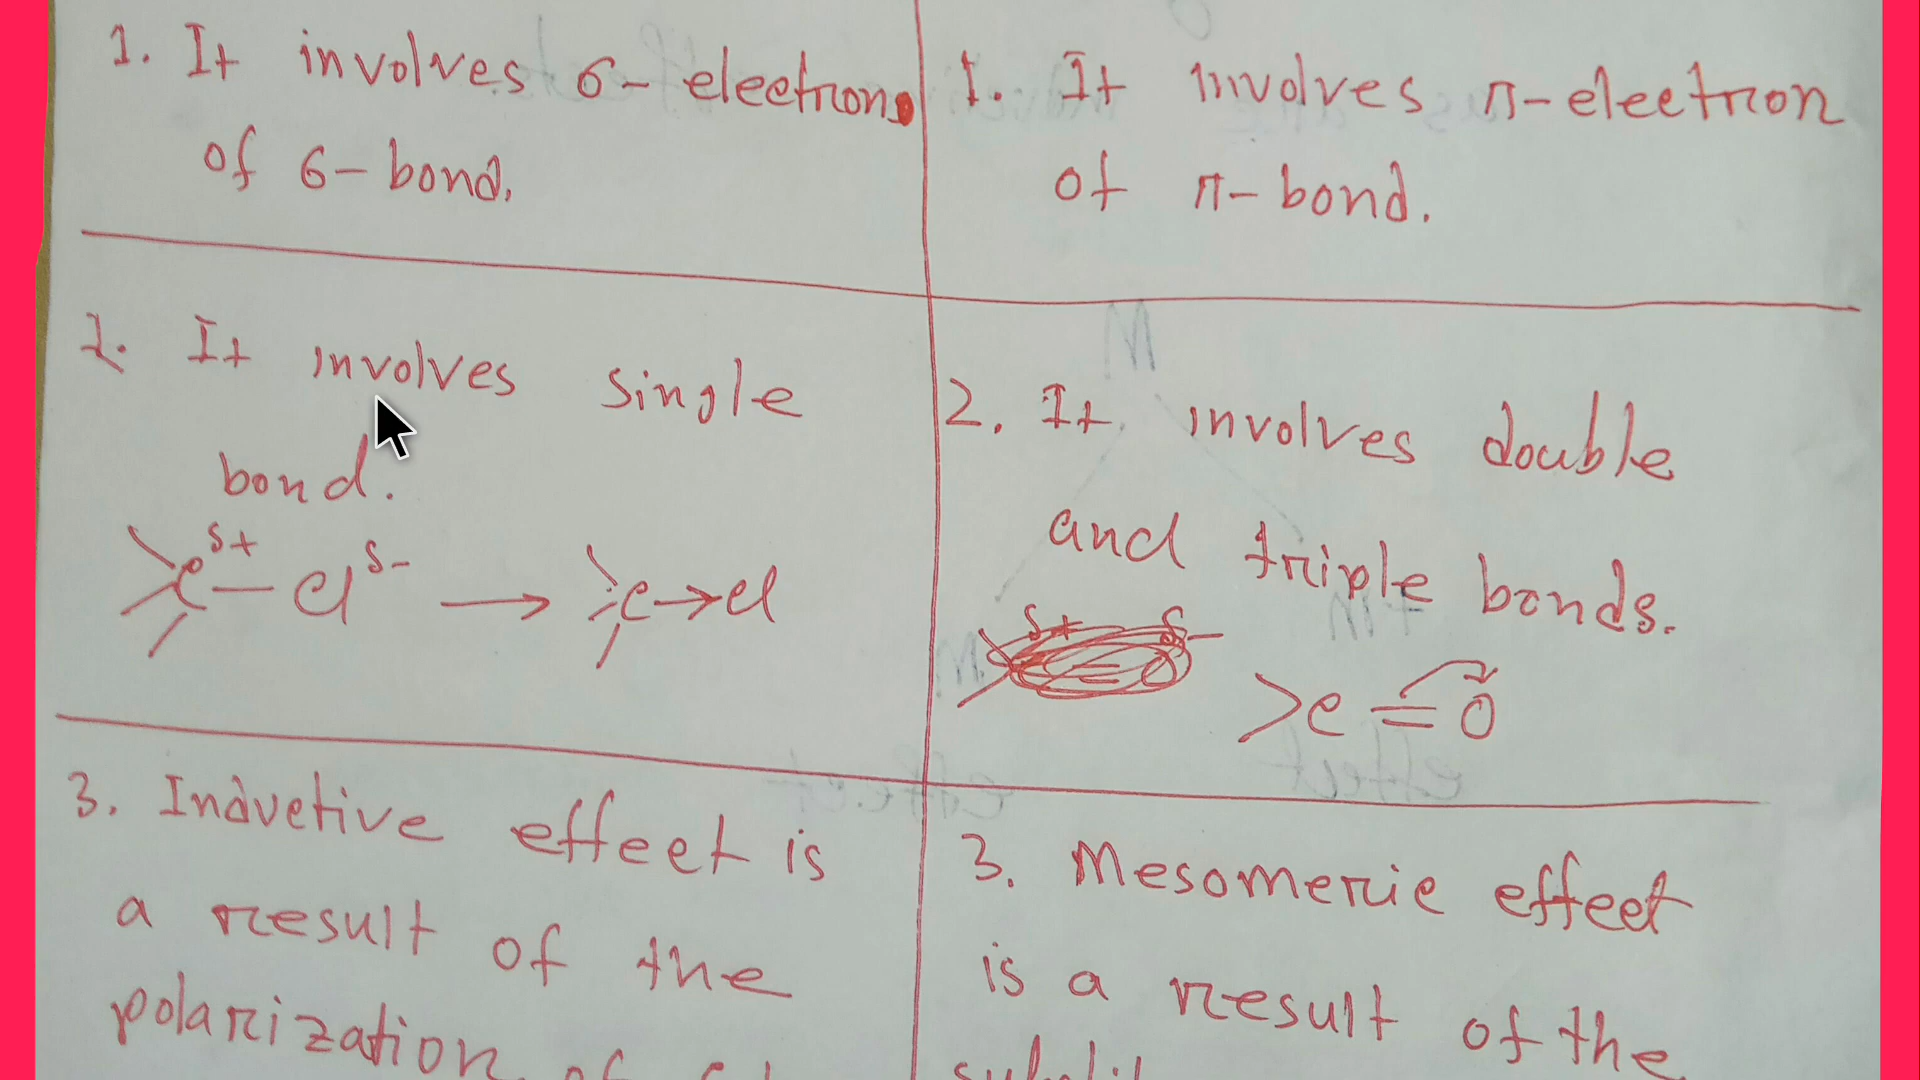 1. It involves σ- electrons
of σ-bond.
1. It involves π-electron
of π-bond.
2. It involves single
bond.
C δ+ — Cl δ- → C→Cl
2. It involves double
and triple bonds.
>C = O
3. Inductive effect is
a result of the
polarization of
3. Mesomeric effect
is a result of the